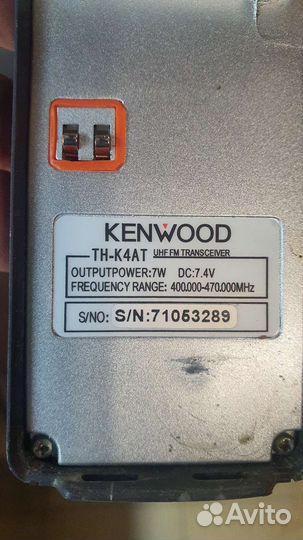 KENWOOD
TH-K4AT UHF FM TRANSCEIVER
OUTPUTPOWER:7W DC:7.4V
FREQUENCY RANGE: 400.000-470.000MHz
S/NO: S/N:71053289
Avito